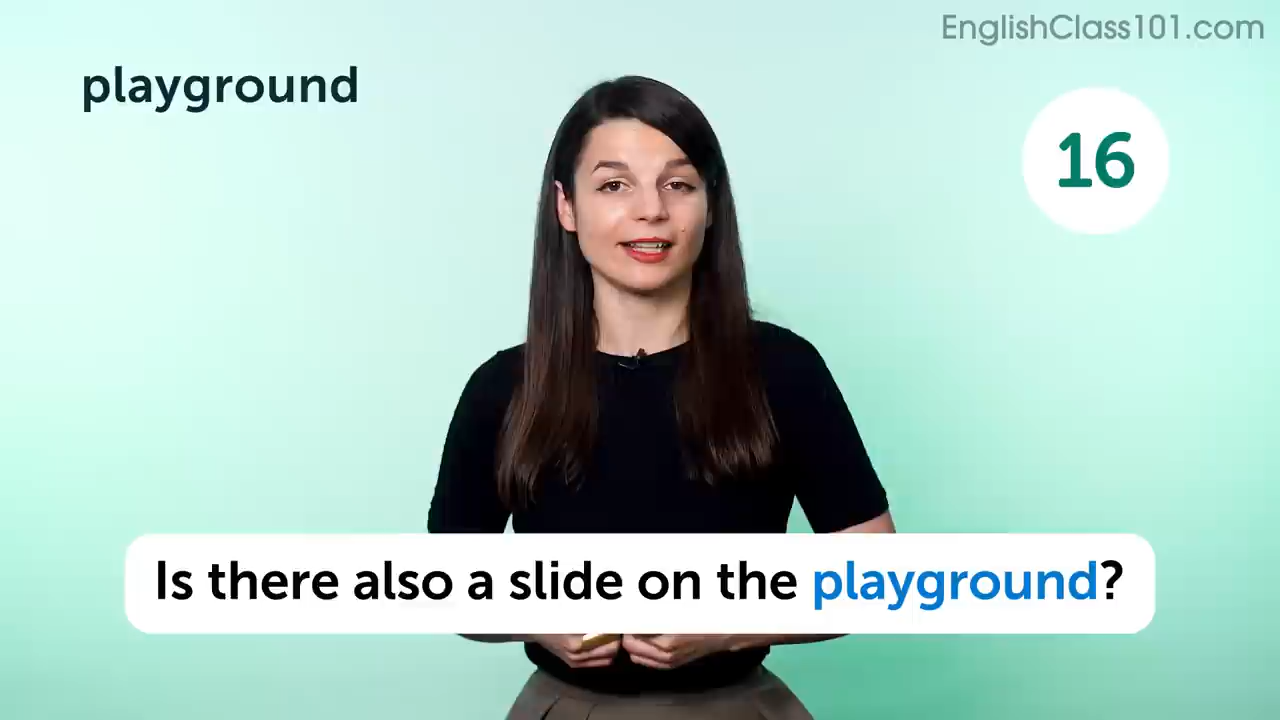 EnglishClass101.com
playground
16
Is there also a slide on the playground?